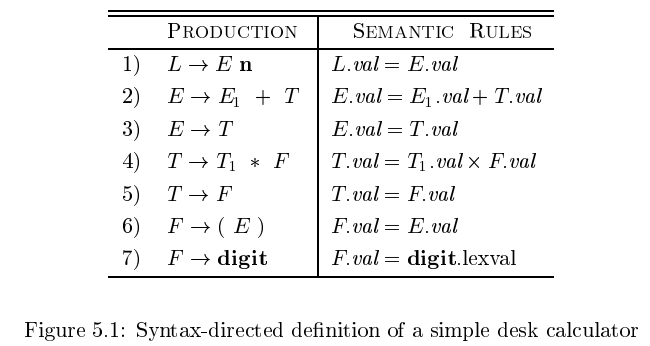 PRODUCTION SEMANTIC RULES
1) L → E n L.val = E.val
2) E → E₁ + T E.val = E₁.val + T.val
3) E → T E.val = T.val
4) T → T₁ * F T.val = T₁.val × F.val
5) T → F T.val = F.val
6) F → ( E ) F.val = E.val
7) F → digit F.val = digit.lexval
Figure 5.1: Syntax-directed definition of a simple desk calculator